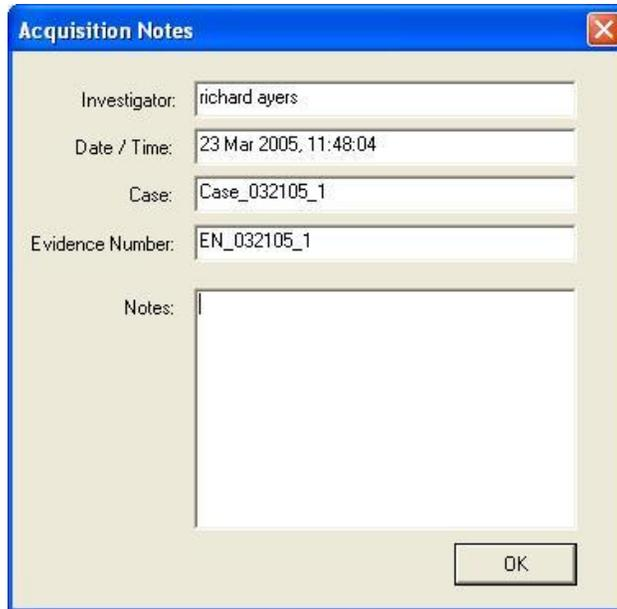 Acquisition Notes
Investigator: richard ayers
Date / Time: 23 Mar 2005, 11:48:04
Case: Case_032105_1
Evidence Number: EN_032105_1
Notes:
OK